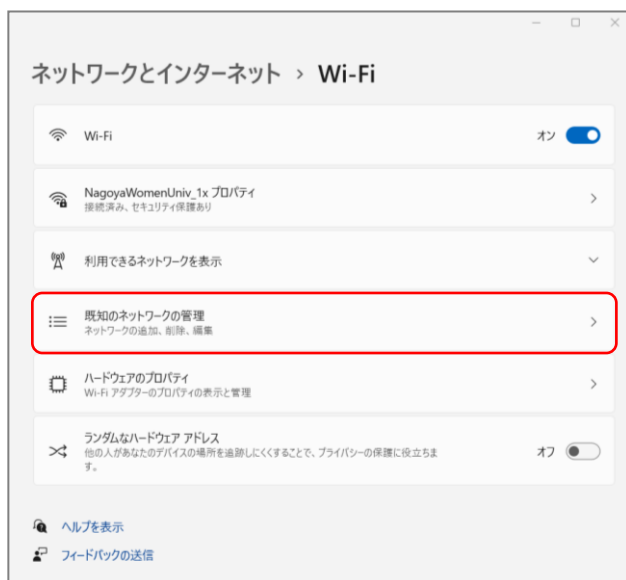 ネットワークとインターネット › Wi-Fi
Wi-Fi
オン
NagoyaWomenUniv_1x プロパティ
接続済み、セキュリティ保護あり
利用できるネットワークを表示
既知のネットワークの管理
ネットワークの追加、削除、編集
ハードウェアのプロパティ
Wi-Fi アダプターのプロパティの表示と管理
ランダムなハードウェア アドレス
他の人があなたのデバイスの場所を追跡しにくくすることで、プライバシーの保護に役立ちま
す。
オフ
ヘルプを表示
フィードバックの送信